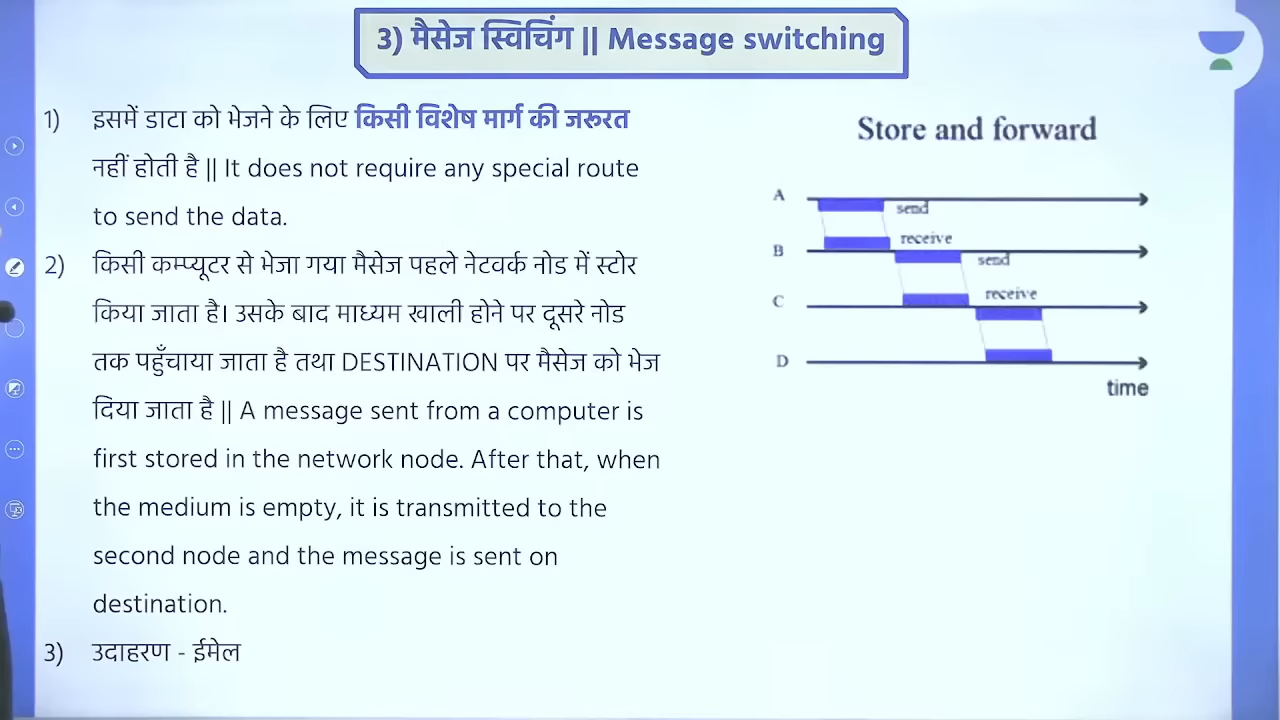 3) मैसेज स्विचिंग || Message switching
1) इसमें डाटा को भेजने के लिए किसी विशेष मार्ग की जरूरत
नहीं होती है || It does not require any special route
to send the data.
2) किसी कम्प्यूटर से भेजा गया मैसेज पहले नेटवर्क नोड में स्टोर
किया जाता है। उसके बाद माध्यम खाली होने पर दूसरे नोड
तक पहुँचाया जाता है तथा DESTINATION पर मैसेज को भेज
दिया जाता है || A message sent from a computer is
first stored in the network node. After that, when
the medium is empty, it is transmitted to the
second node and the message is sent on
destination.
3) उदाहरण - ईमेल
Store and forward
A
send
receive
B
send
receive
C
D
time